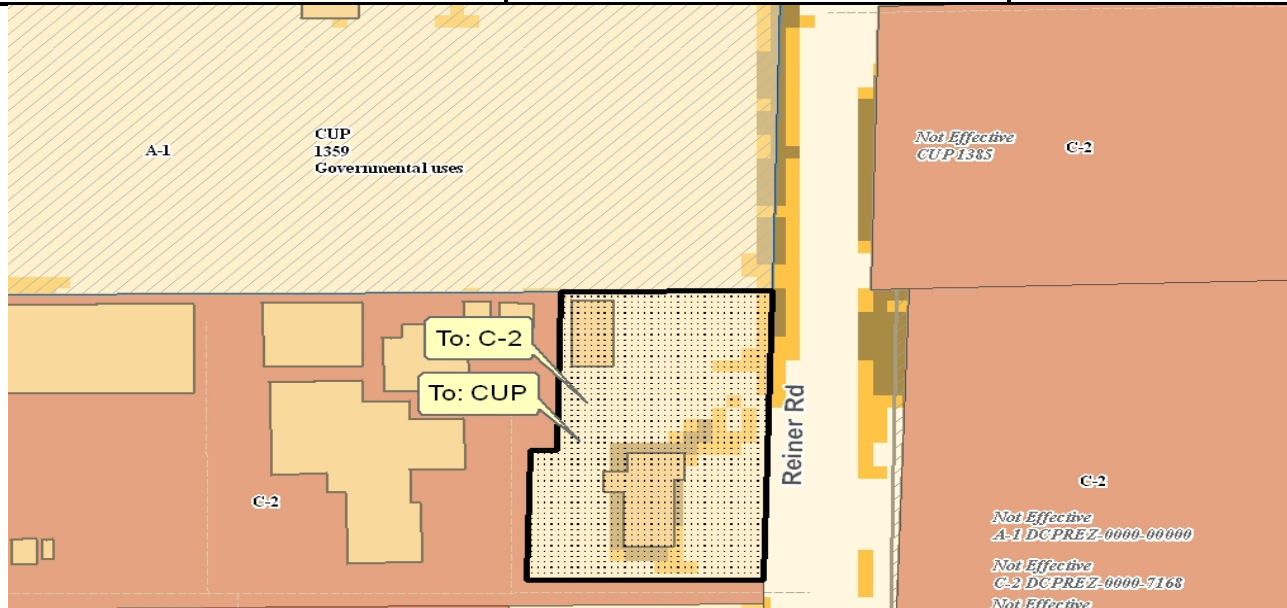 A-1
CUP
1359
Governmental uses
Not Effective
CUP 1385
C-2
To: C-2
To: CUP
Reiner Rd
C-2
C-2
Not Effective
A-1 DCPREZ-0000-00000
Not Effective
C-2 DCPREZ-0000-7168
Not Effective